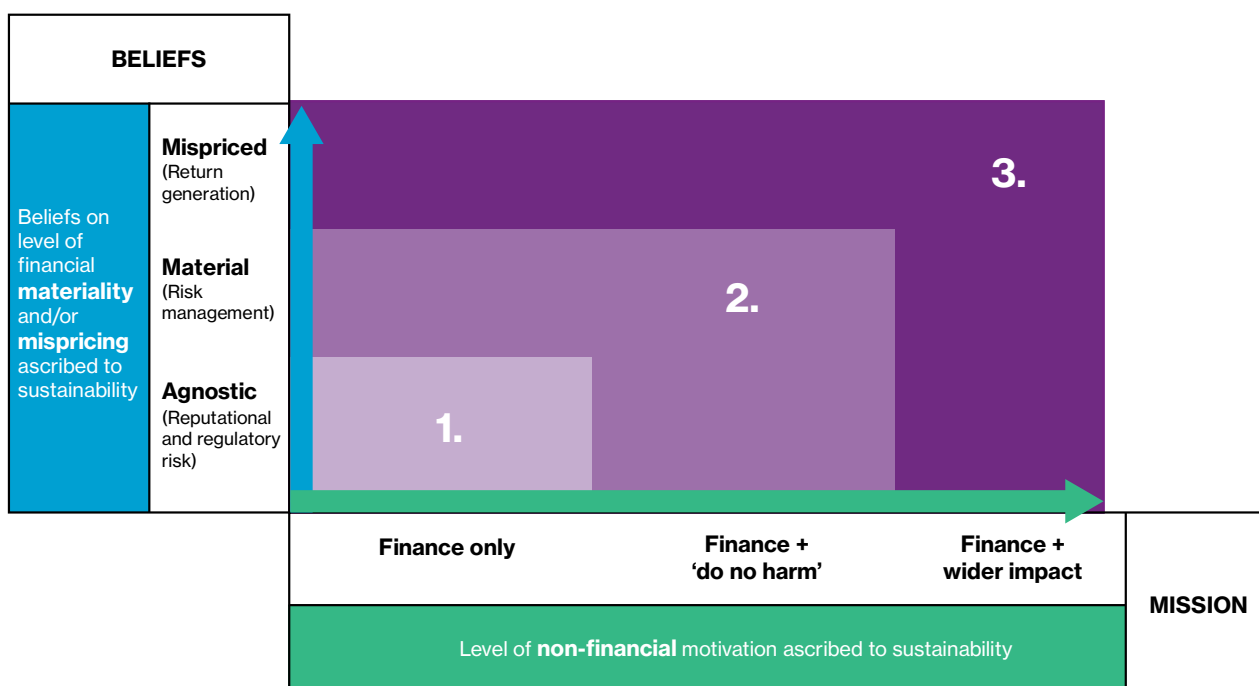 BELIEFS
Beliefs on
level of
financial
materiality
and/or
mispricing
ascribed to
sustainability
Mispriced
(Return
generation)
Material
(Risk
management)
Agnostic
(Reputational
and regulatory
risk)
3.
2.
1.
Finance only
Finance +
‘do no harm’
Finance +
wider impact
MISSION
Level of non-financial motivation ascribed to sustainability